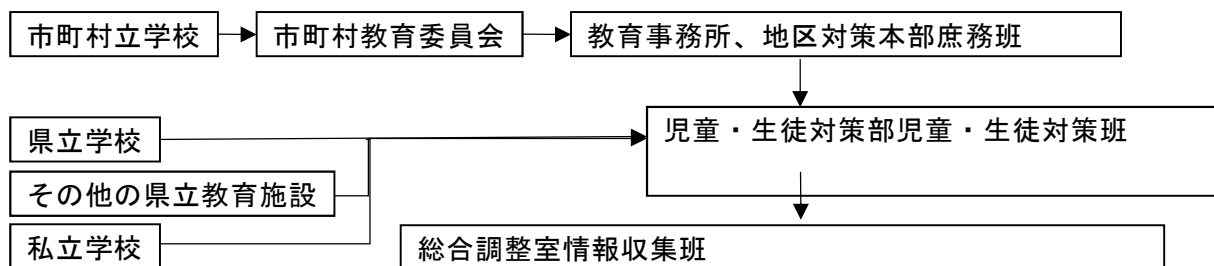 市町村立学校
市町村教育委員会
教育事務所、地区対策本部庶務班
県立学校
児童・生徒対策部児童・生徒対策班
その他の県立教育施設
私立学校
総合調整室情報収集班